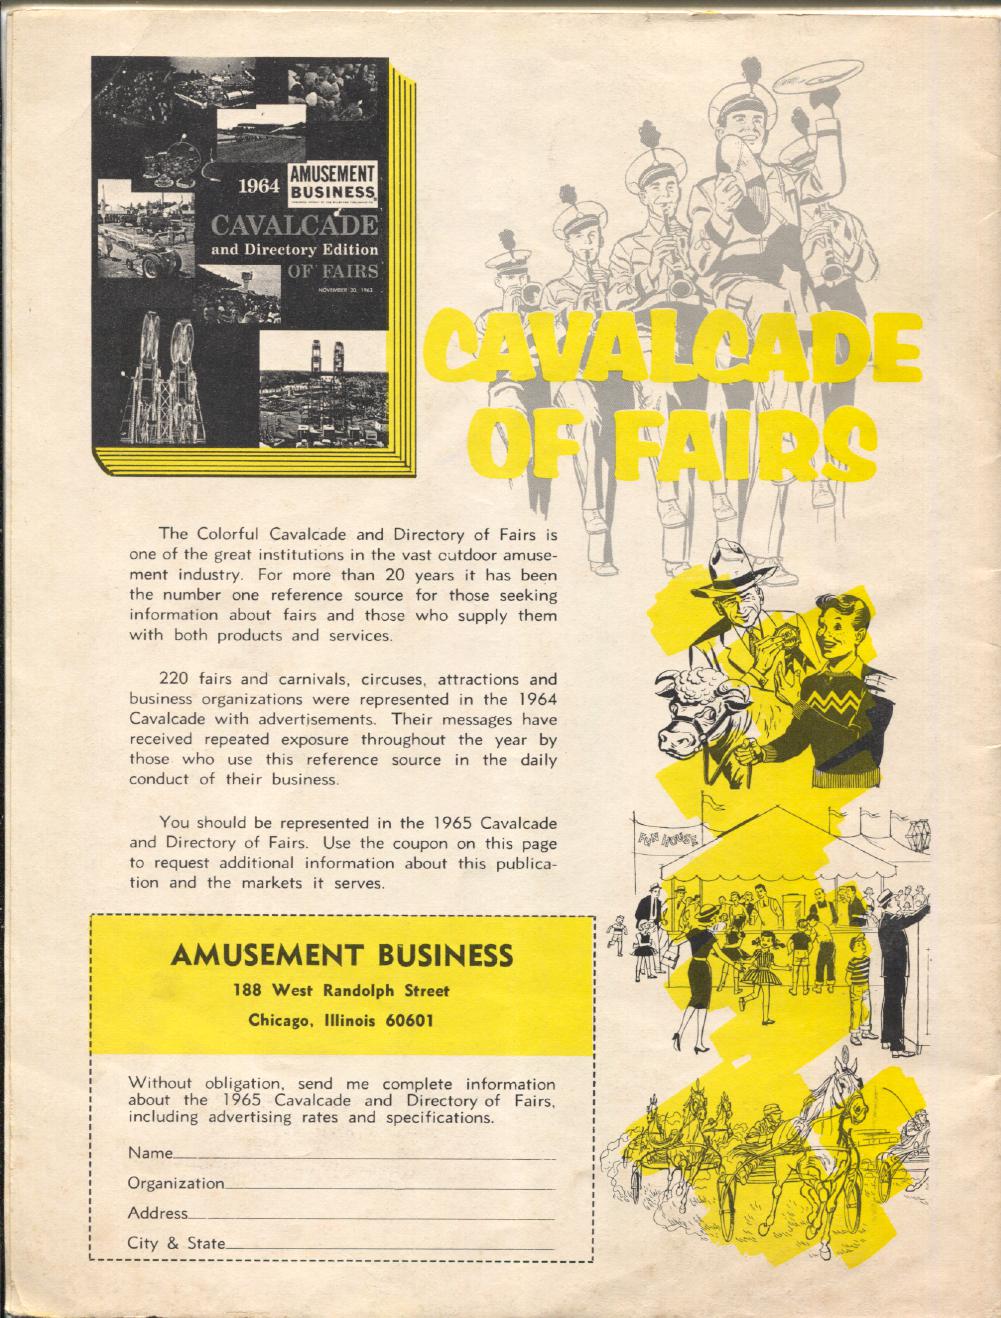 1964
AMUSEMENT
BUSINESS
CAVALCADE
and Directory Edition
OF FAIRS
NOVEMBER 30, 1963
CAVALCADE
OF FAIRS
The Colorful Cavalcade and Directory of Fairs is
one of the great institutions in the vast outdoor amuse-
ment industry. For more than 20 years it has been
the number one reference source for those seeking
information about fairs and those who supply them
with both products and services.
220 fairs and carnivals, circuses, attractions and
business organizations were represented in the 1964
Cavalcade with advertisements. Their messages have
received repeated exposure throughout the year by
those who use this reference source in the daily
conduct of their business.
You should be represented in the 1965 Cavalcade
and Directory of Fairs. Use the coupon on this page
to request additional information about this publica-
tion and the markets it serves.
FUN HOUSE
AMUSEMENT BUSINESS
188 West Randolph Street
Chicago, Illinois 60601
Without obligation, send me complete information
about the 1965 Cavalcade and Directory of Fairs,
including advertising rates and specifications.
Name
Organization
Address
City & State